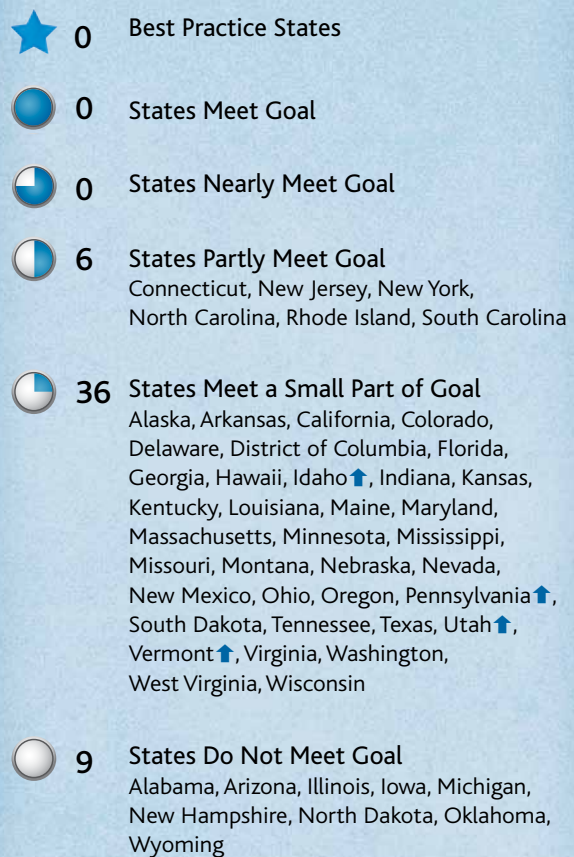 0 Best Practice States
0 States Meet Goal
0 States Nearly Meet Goal
6 States Partly Meet Goal
Connecticut, New Jersey, New York,
North Carolina, Rhode Island, South Carolina
36 States Meet a Small Part of Goal
Alaska, Arkansas, California, Colorado,
Delaware, District of Columbia, Florida,
Georgia, Hawaii, Idaho⬆, Indiana, Kansas,
Kentucky, Louisiana, Maine, Maryland,
Massachusetts, Minnesota, Mississippi,
Missouri, Montana, Nebraska, Nevada,
New Mexico, Ohio, Oregon, Pennsylvania⬆,
South Dakota, Tennessee, Texas, Utah⬆,
Vermont⬆, Virginia, Washington,
West Virginia, Wisconsin
9 States Do Not Meet Goal
Alabama, Arizona, Illinois, Iowa, Michigan,
New Hampshire, North Dakota, Oklahoma,
Wyoming